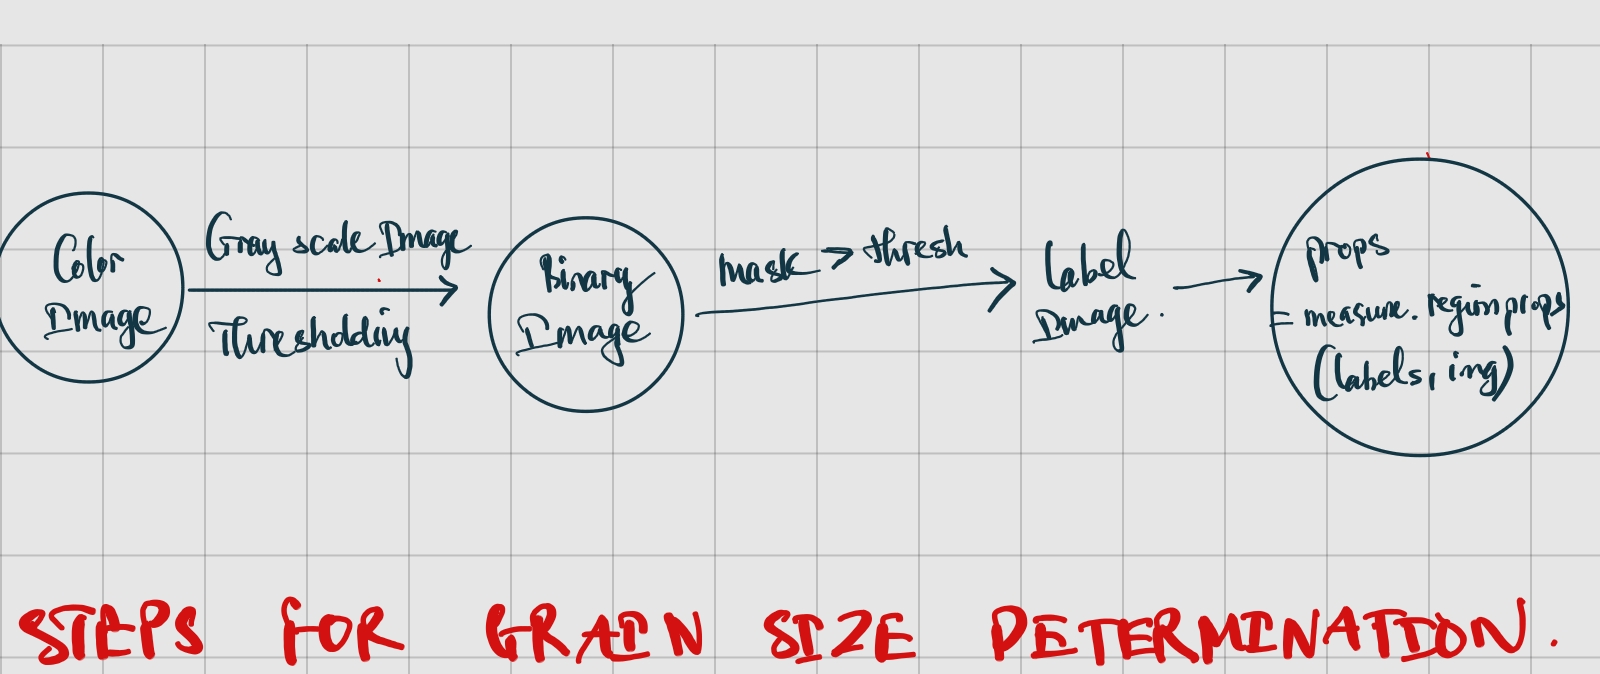 Color
Image
Gray scale Image
Thresholding
Binary
Image
mask > thresh
Label
Image.
props
= measure.regionprops
(labels, img)
STEPS FOR GRAIN SIZE DETERMINATION.